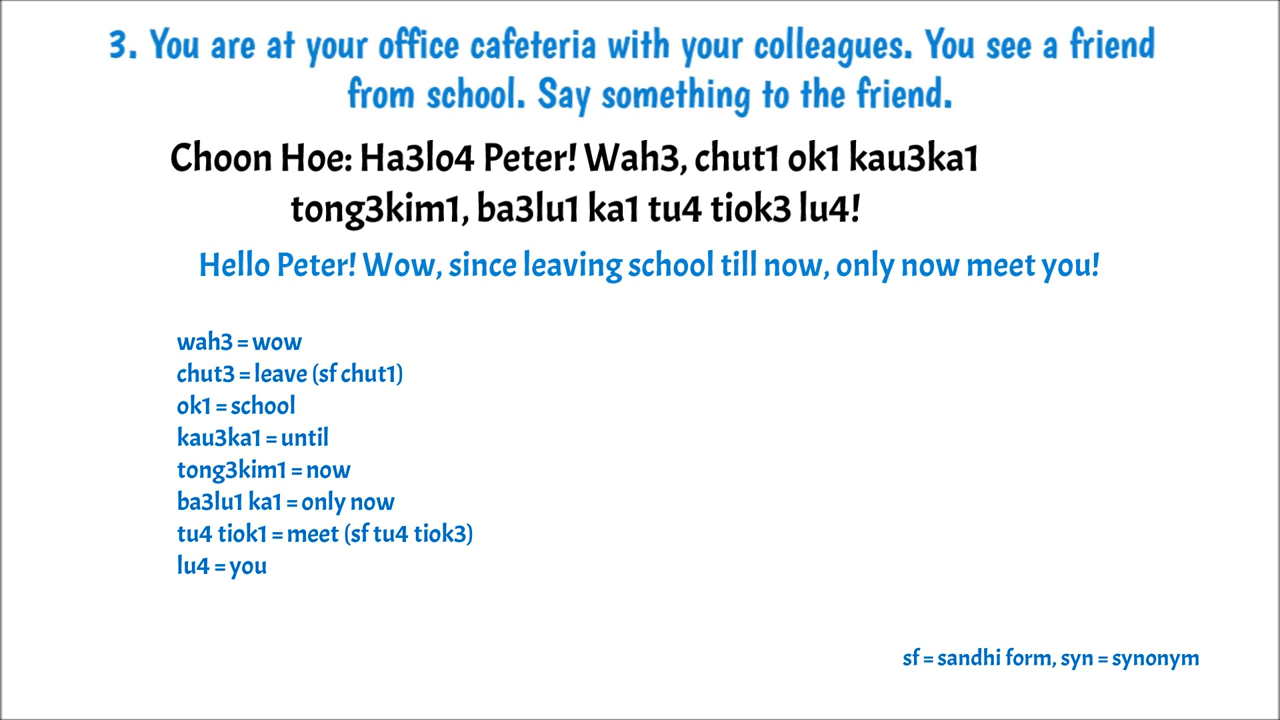 3. You are at your office cafeteria with your colleagues. You see a friend
from school. Say something to the friend.
Choon Hoe: Ha3lo4 Peter! Wah3, chut1 ok1 kau3ka1
tong3kim1, ba3lu1 ka1 tu4 tiok3 lu4!
Hello Peter! Wow, since leaving school till now, only now meet you!
wah3 = wow
chut3 = leave (sf chut1)
ok1 = school
kau3ka1 = until
tong3kim1 = now
ba3lu1 ka1 = only now
tu4 tiok1 = meet (sf tu4 tiok3)
lu4 = you
sf = sandhi form, syn = synonym